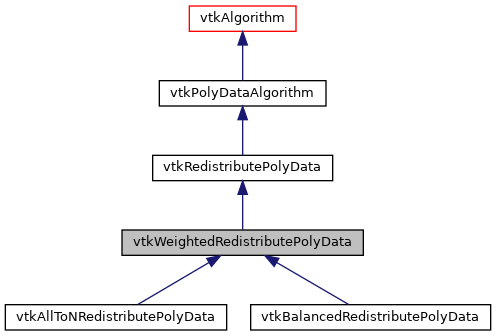 vtkAlgorithm
vtkPolyDataAlgorithm
vtkRedistributePolyData
vtkWeightedRedistributePolyData
vtkAllToNRedistributePolyData
vtkBalancedRedistributePolyData